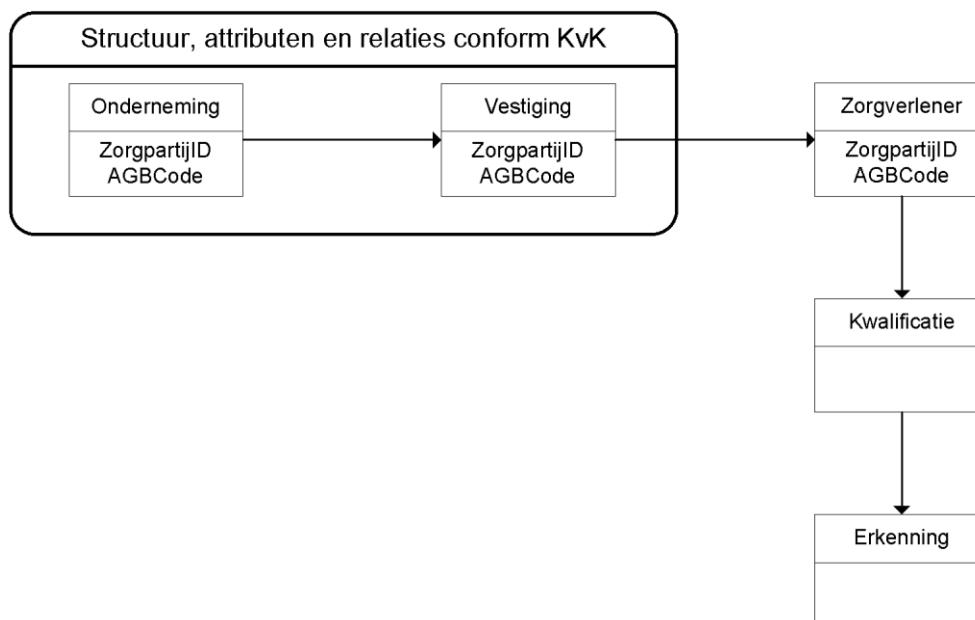 Structuur, attributen en relaties conform KvK
Onderneming
ZorgpartijID
AGBCode
Vestiging
ZorgpartijID
AGBCode
Zorgverlener
ZorgpartijID
AGBCode
Kwalificatie
Erkenning